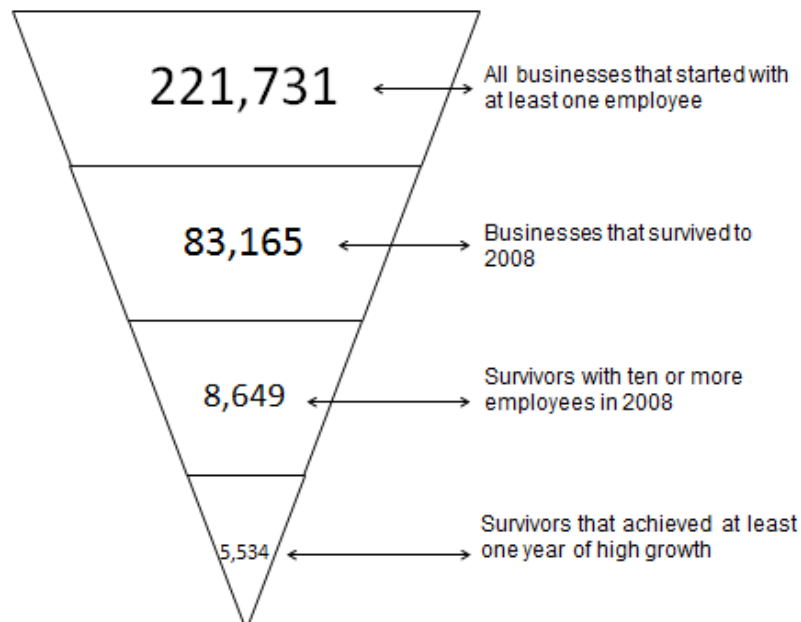 221,731
All businesses that started with
at least one employee
83,165
Businesses that survived to
2008
8,649
Survivors with ten or more
employees in 2008
5,534
Survivors that achieved at least
one year of high growth